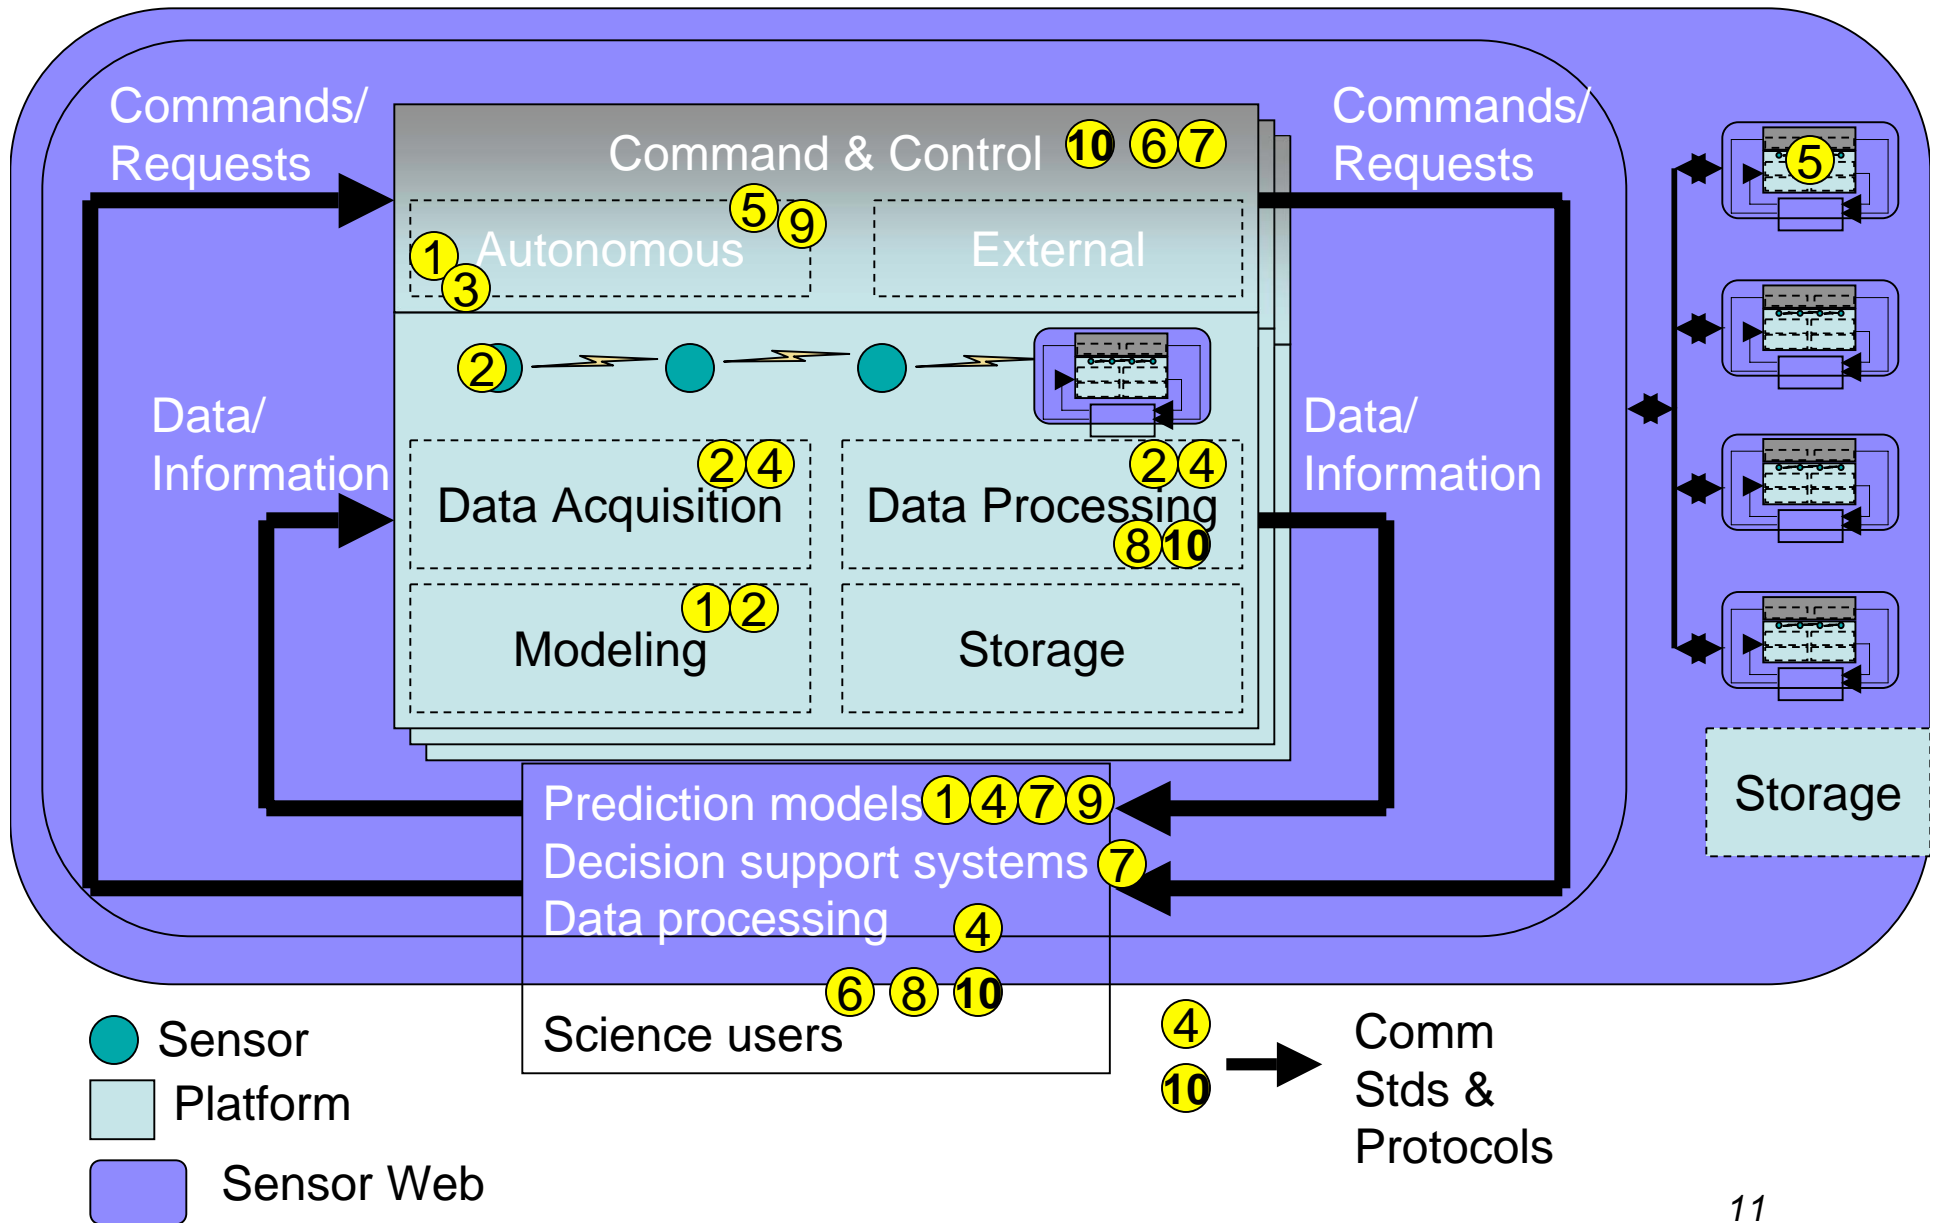 Commands/
Requests
Command & Control 10 6 7
Commands/
Requests
5
5 9
1 Autonomous
3
External
2
Data/
Information
Data/
Information
2 4
Data Acquisition
2 4
Data Processing
8 10
1 2
Modeling
Storage
Prediction models 1 4 7 9
Decision support systems 7
Data processing 4
6 8 10
Science users
Storage
Sensor
Platform
Sensor Web
4
10
Comm
Stds &
Protocols
11